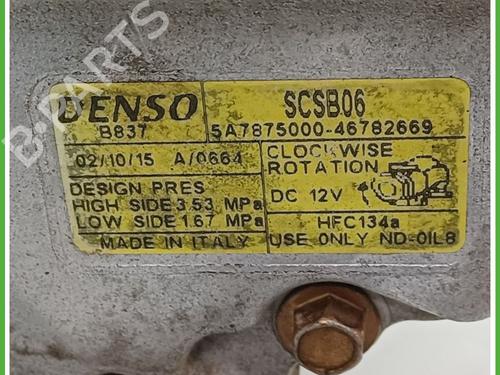 B-PARTS
DENSO SCSB06
B837 5A7875000-46782669
02/10/15 A/0664 CLOCKWISE ROTATION
DESIGN PRES
HIGH SIDE 3.53 MPa DC 12V
LOW SIDE 1.67 MPa HFC134a
MADE IN ITALY USE ONLY ND-OIL8